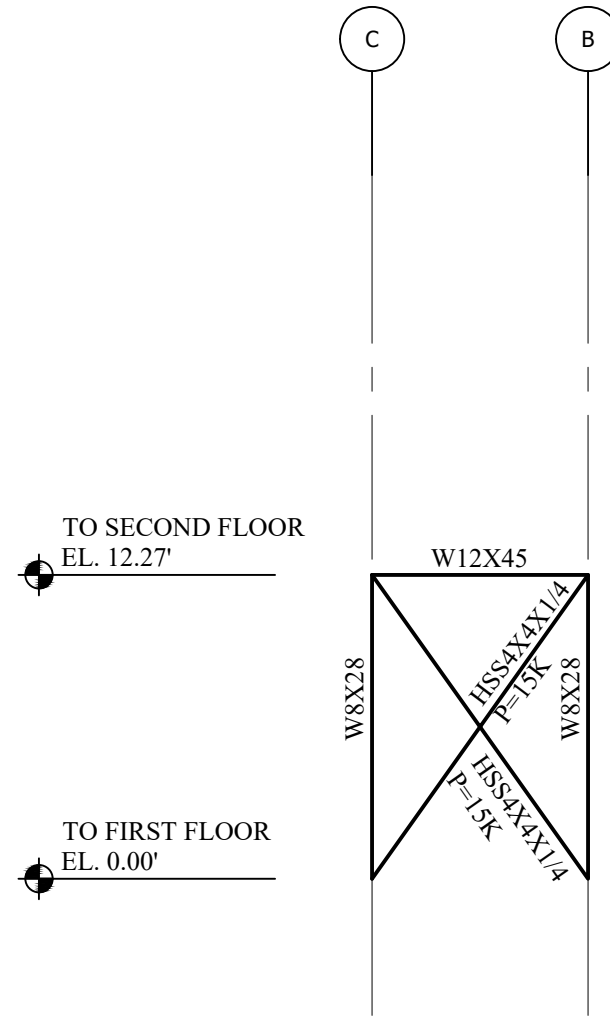 C
B
TO SECOND FLOOR
EL. 12.27'
W12X45
W8X28
HSS4X4X1/4
P=15K
W8X28
HSS4X4X1/4
P=15K
TO FIRST FLOOR
EL. 0.00'